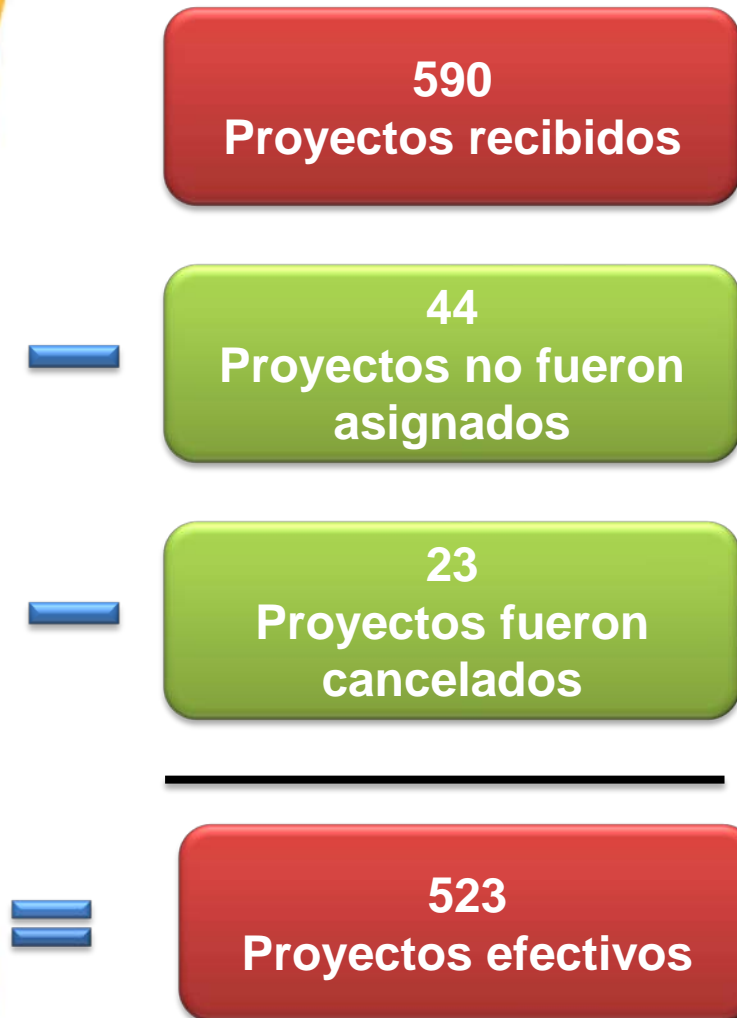 590
Proyectos recibidos
44
Proyectos no fueron
asignados
23
Proyectos fueron
cancelados
523
Proyectos efectivos